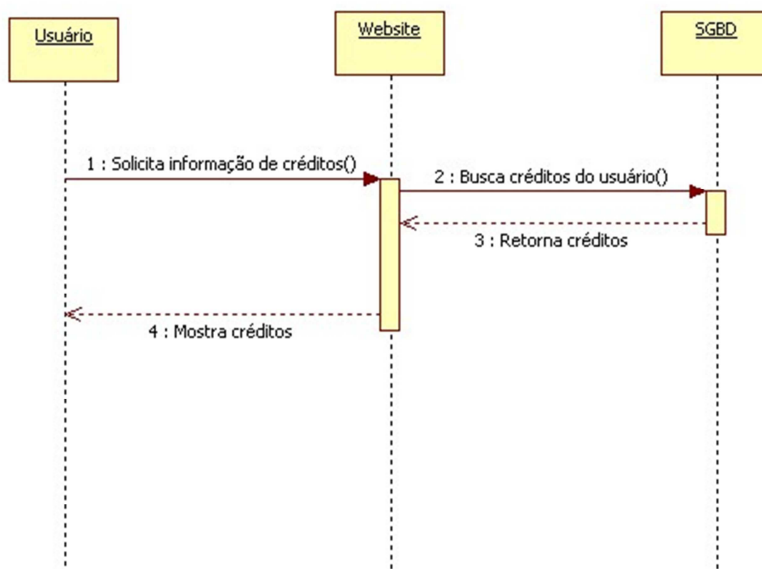 Usuário
Website
SGBD
1 : Solicita informação de créditos()
2 : Busca créditos do usuário()
3 : Retorna créditos
4 : Mostra créditos